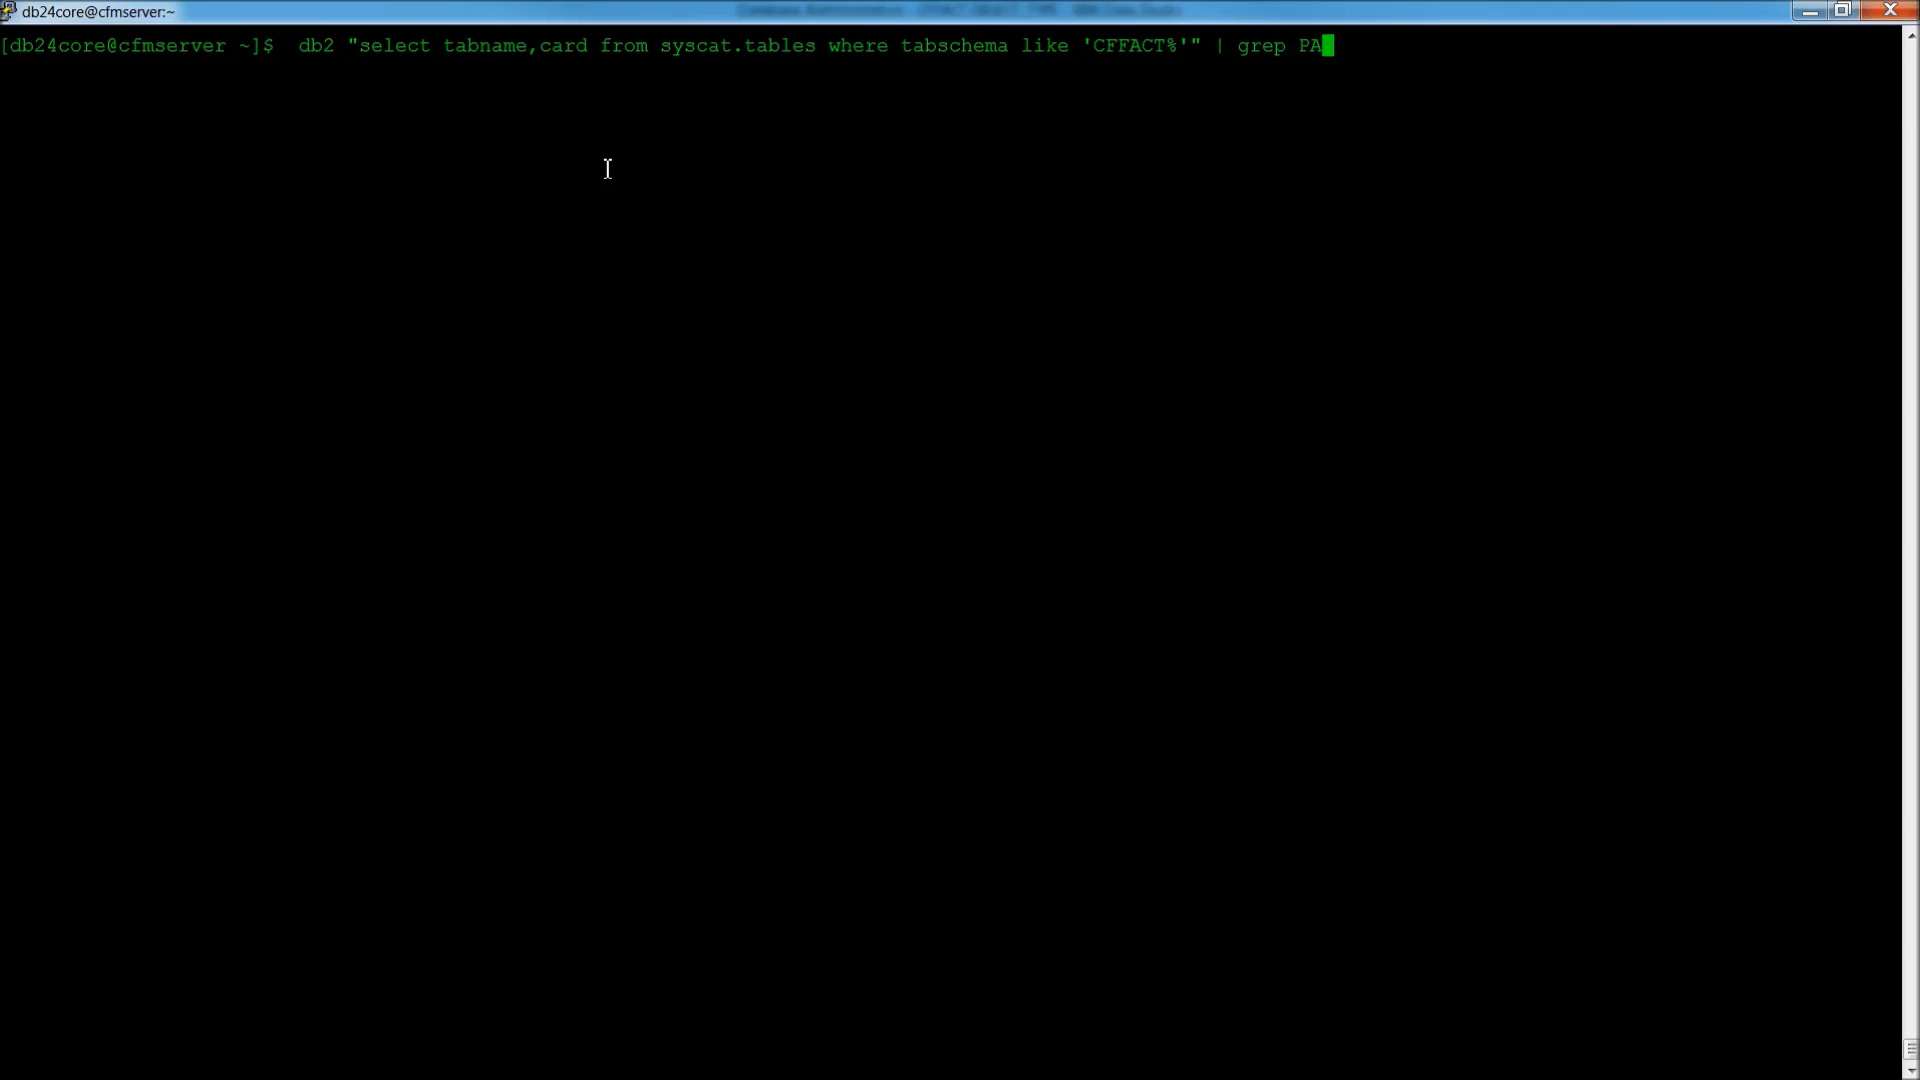 db24core@cfmserver:~
[db24core@cfmserver ~]$  db2 "select tabname,card from syscat.tables where tabschema like 'CFFACT%'" | grep PA